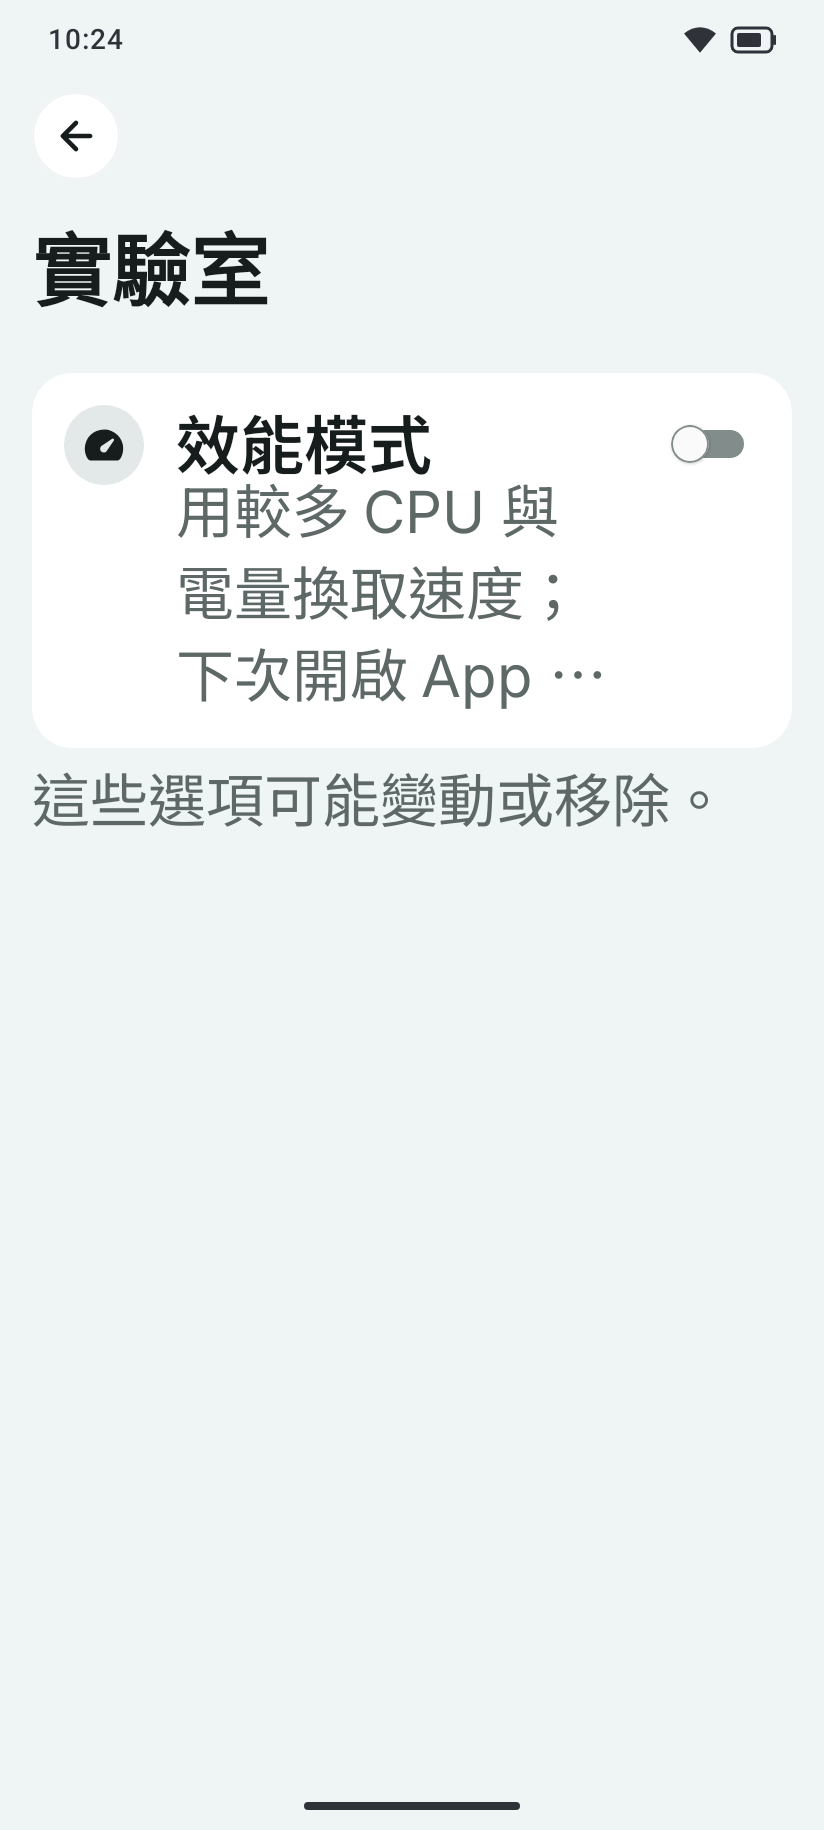 10:24
實驗室
效能模式
用較多 CPU 與
電量換取速度；
下次開啟 App …
這些選項可能變動或移除。